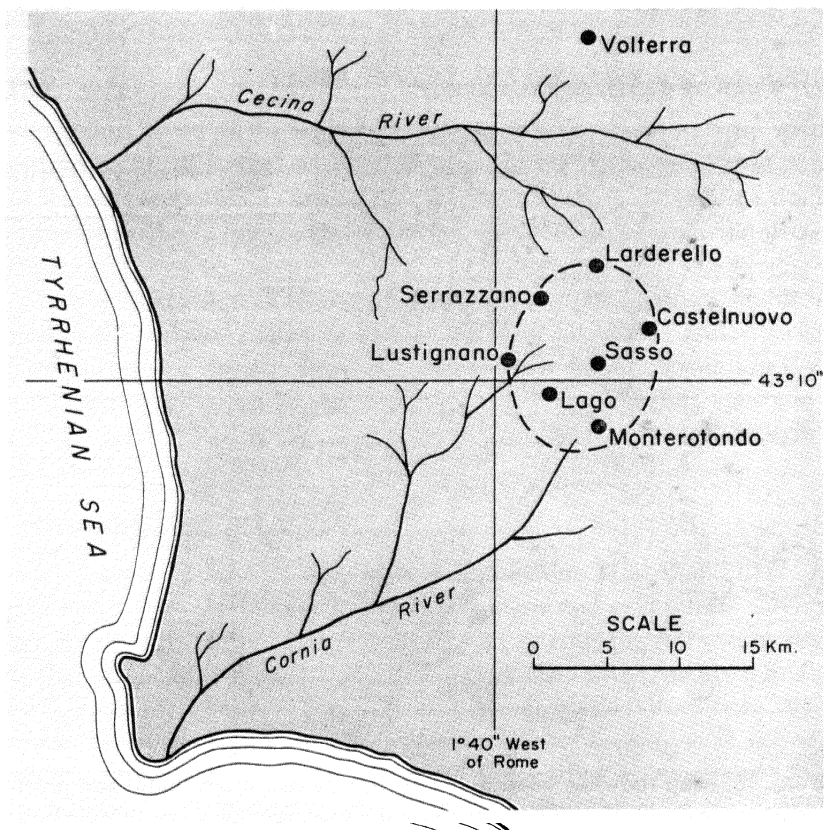 Volterra
Cecina River
Larderello
Serrazzano
Castelnuovo
Lustignano
Sasso
43°10"
Lago
Monterotondo
TYRRHENIAN SEA
Cornia River
SCALE
0 5 10 15 Km.
1°40" West
of Rome